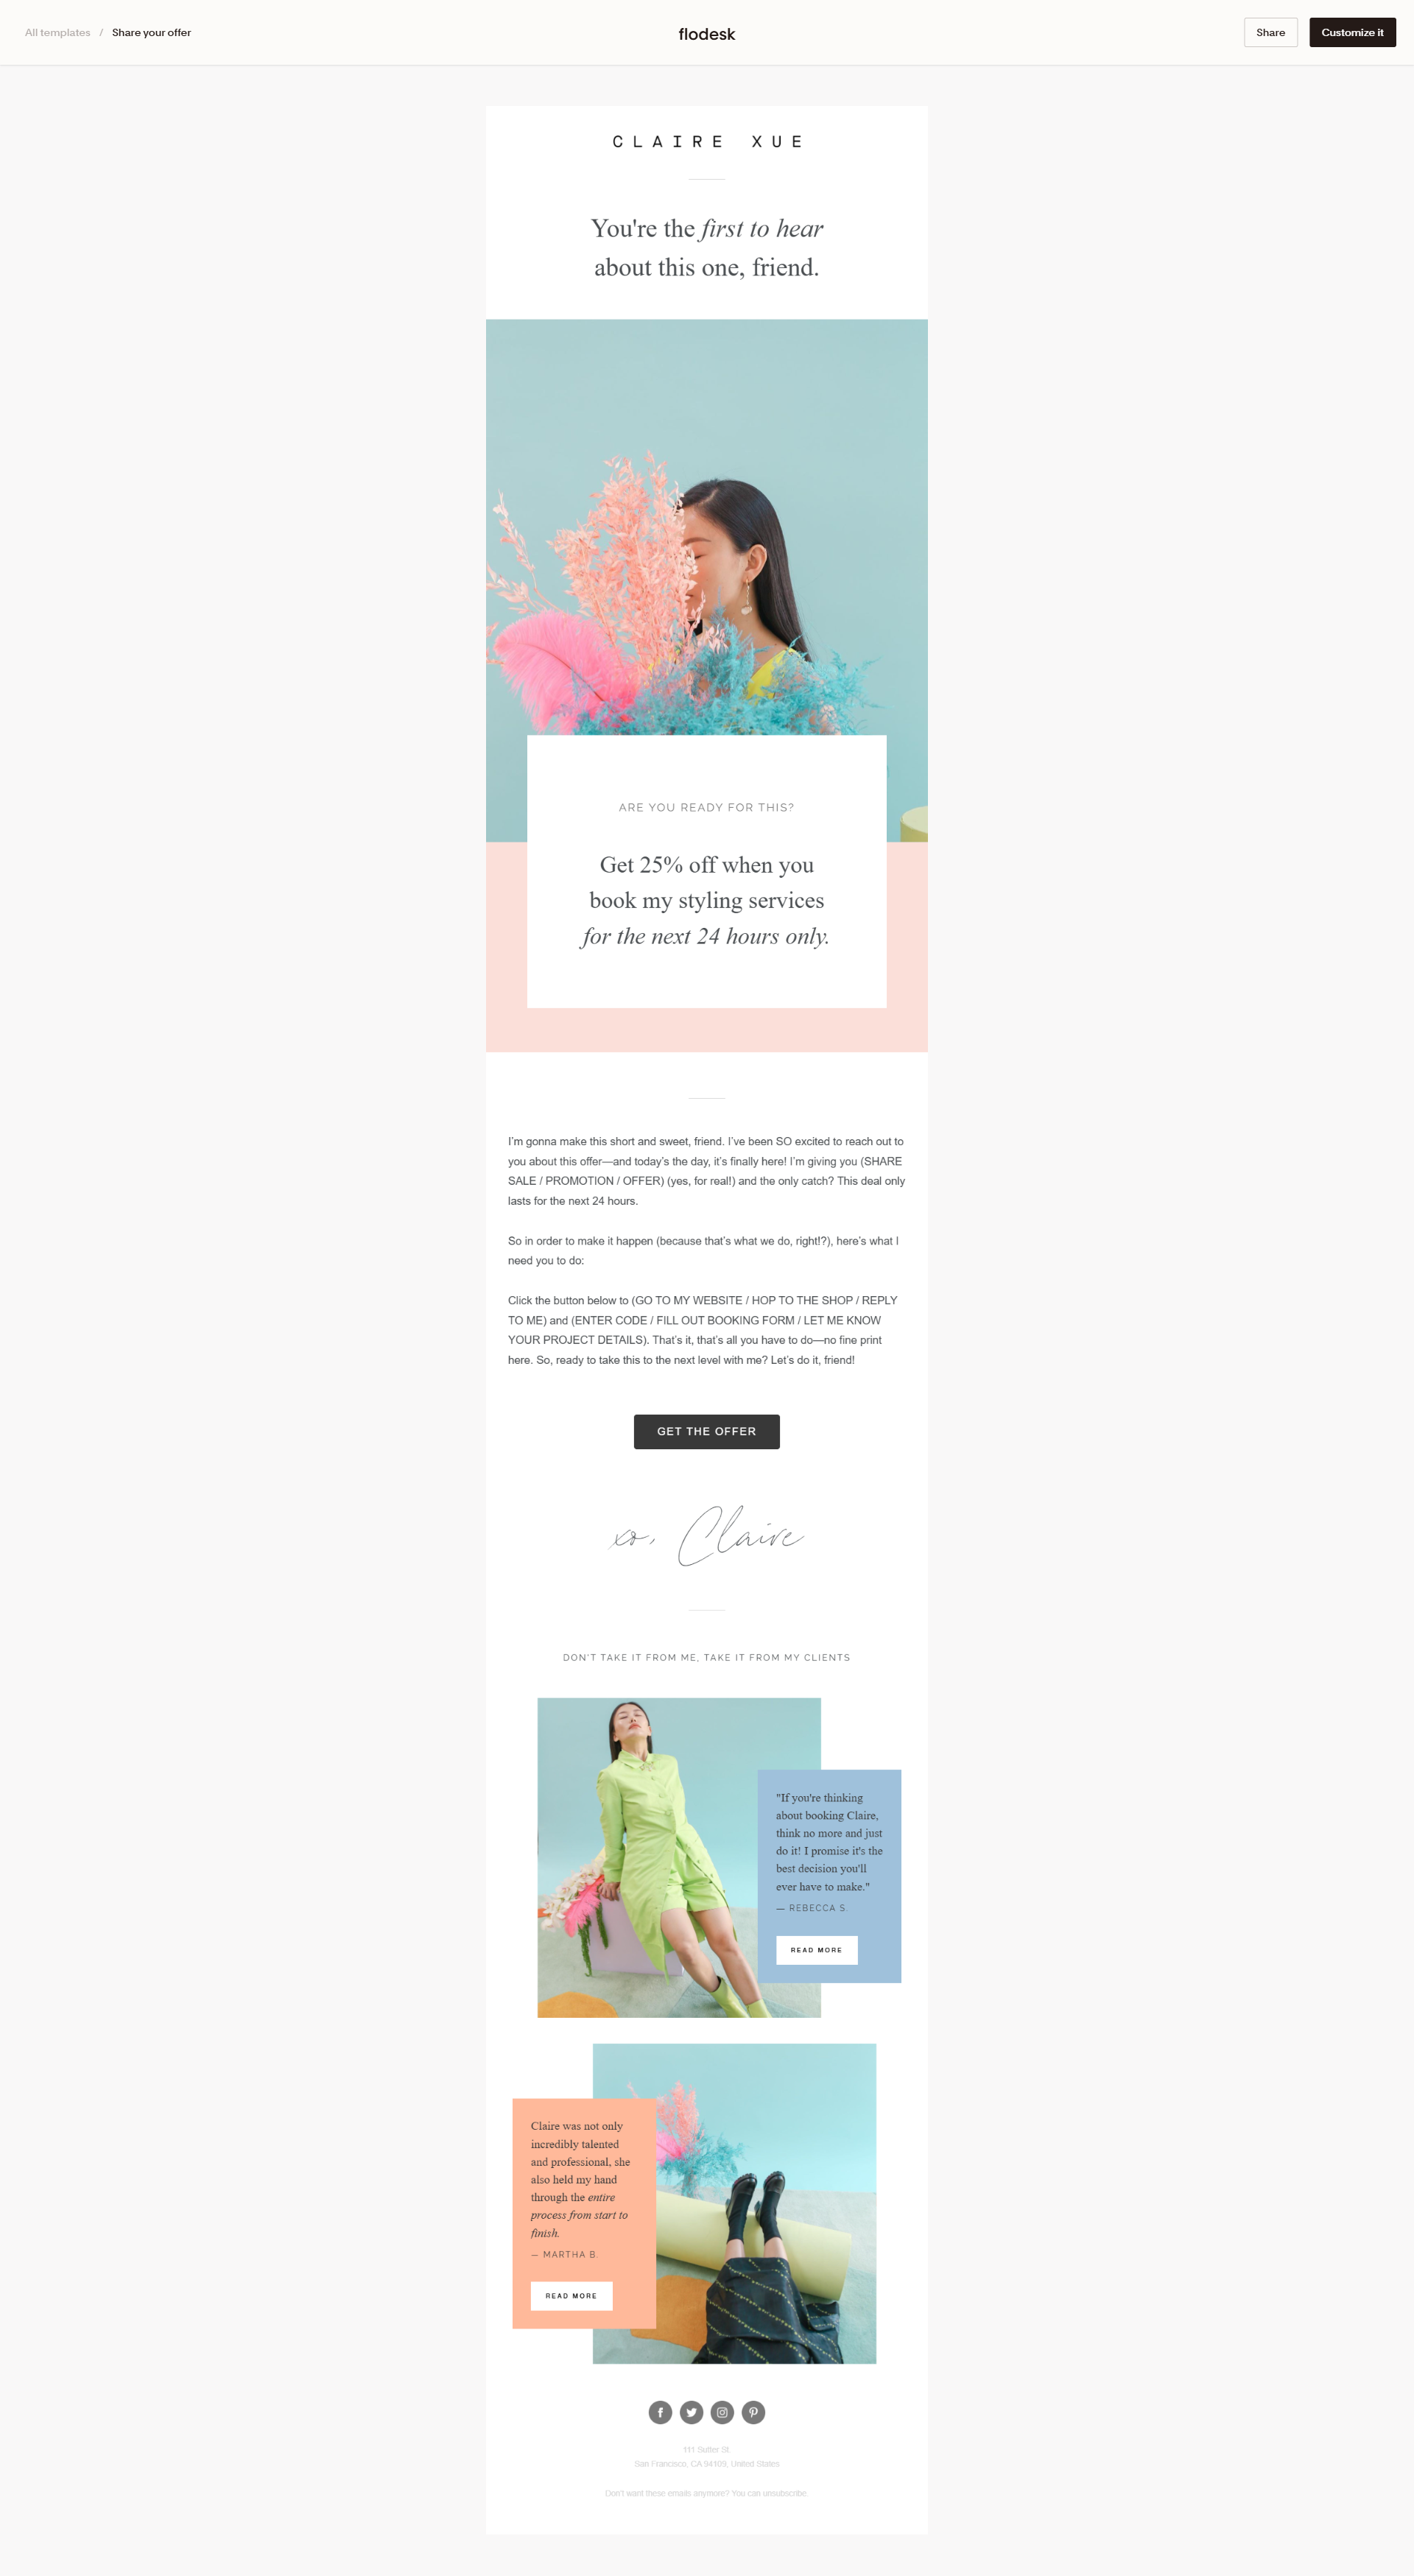 All templates / Share your offer
flodesk
Share
Customize it
CLAIRE XUE
You're the first to hear
about this one, friend.
ARE YOU READY FOR THIS?
Get 25% off when you
book my styling services
for the next 24 hours only.
I'm gonna make this short and sweet, friend. I've been SO excited to reach out to
you about this offer—and today's the day, it's finally here! I'm giving you (SHARE
SALE / PROMOTION / OFFER) (yes, for real!) and the only catch? This deal only
lasts for the next 24 hours.
So in order to make it happen (because that's what we do, right!?), here's what I
need you to do:
Click the button below to (GO TO MY WEBSITE / HOP TO THE SHOP / REPLY
TO ME) and (ENTER CODE / FILL OUT BOOKING FORM / LET ME KNOW
YOUR PROJECT DETAILS). That's it, that's all you have to do—no fine print
here. So, ready to take this to the next level with me? Let's do it, friend!
GET THE OFFER
xo, Claire
DON'T TAKE IT FROM ME, TAKE IT FROM MY CLIENTS
"If you're thinking
about booking Claire,
think no more and just
do it! I promise it's the
best decision you'll
ever have to make."
— REBECCA S.
READ MORE
Claire was not only
incredibly talented
and professional, she
also held my hand
through the entire
process from start to
finish.
— MARTHA B.
READ MORE
111 Sutter St.
San Francisco, CA 94109, United States
Don't want these emails anymore? You can unsubscribe.